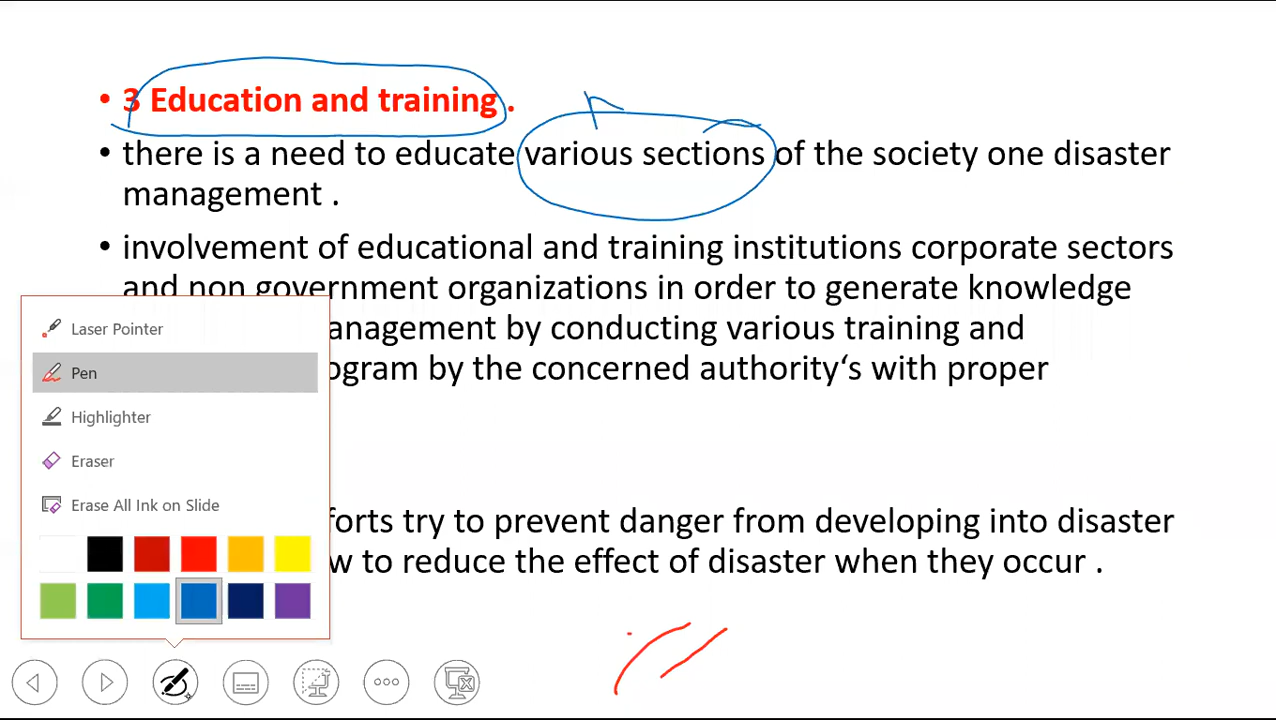 • 3 Education and training .
• there is a need to educate various sections of the society one disaster
management .
• involvement of educational and training institutions corporate sectors
and non government organizations in order to generate knowledge
anagement by conducting various training and
ogram by the concerned authority‘s with proper
forts try to prevent danger from developing into disaster
w to reduce the effect of disaster when they occur .
Laser Pointer
Pen
Highlighter
Eraser
Erase All Ink on Slide